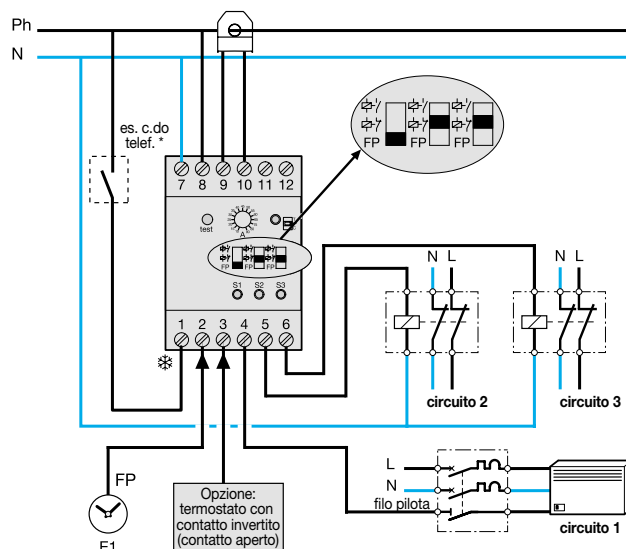 Ph
N
es. c.do
telef. *
FP
7 8 9 10 11 12
test
A
FP
S1 S2 S3
1 2 3 4 5 6
N L
N L
circuito 2
circuito 3
FP
L
N
filo pilota
circuito 1
Opzione:
termostato con
contatto invertito
(contatto aperto)
F1